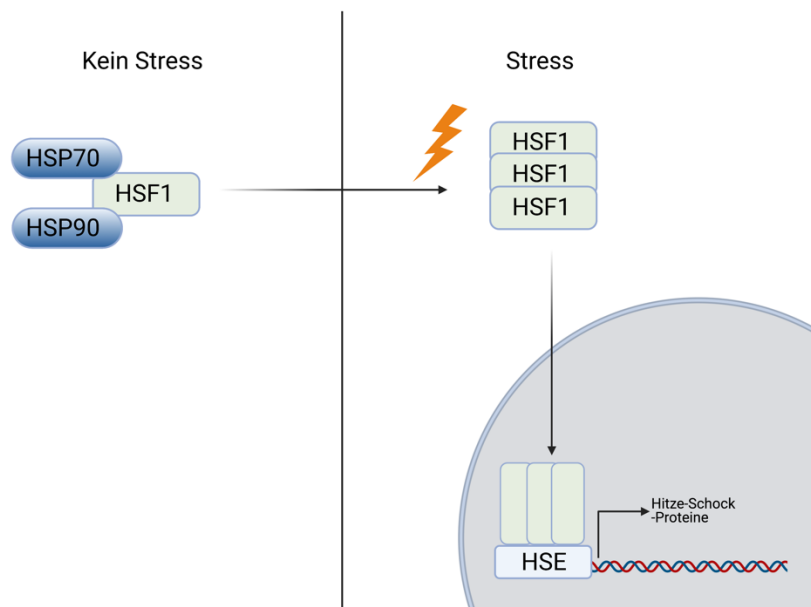 Kein Stress
Stress
HSP70
HSF1
HSP90
HSF1
HSF1
HSF1
Hitze-Schock
-Proteine
HSE